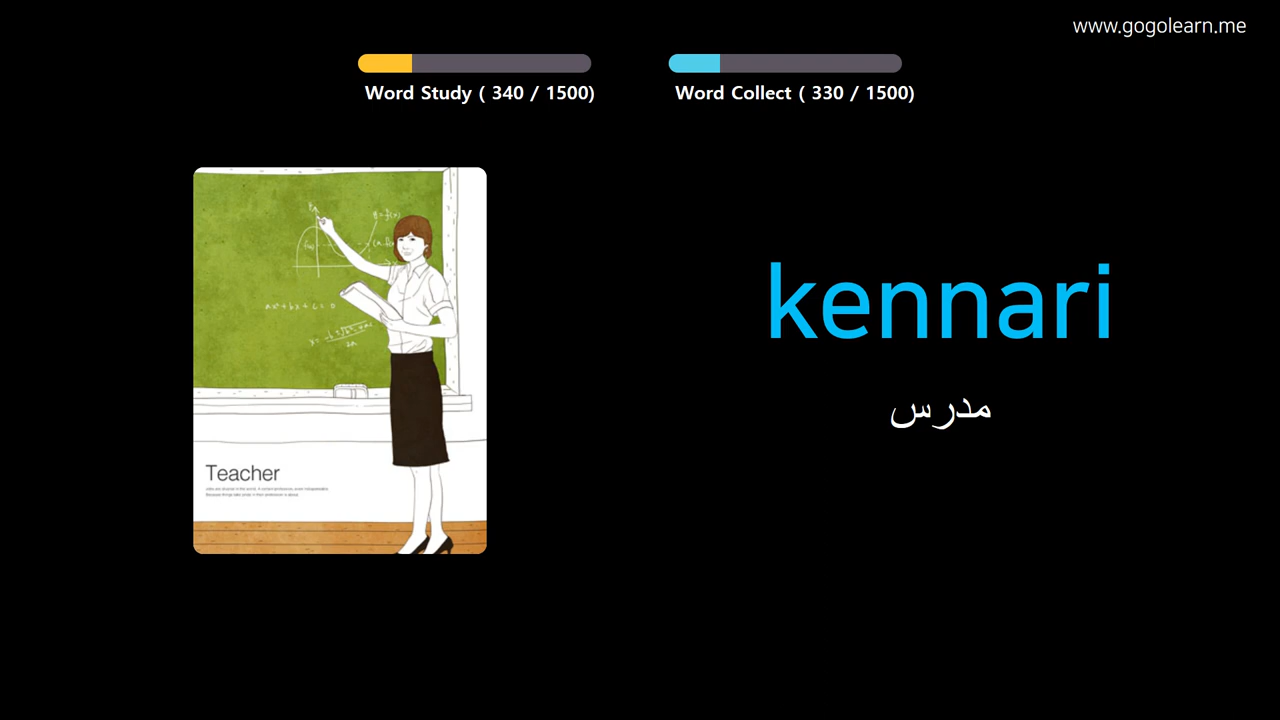 www.gogolearn.me
Word Study ( 340 / 1500)
Word Collect ( 330 / 1500)
kennari
مدرس
Teacher